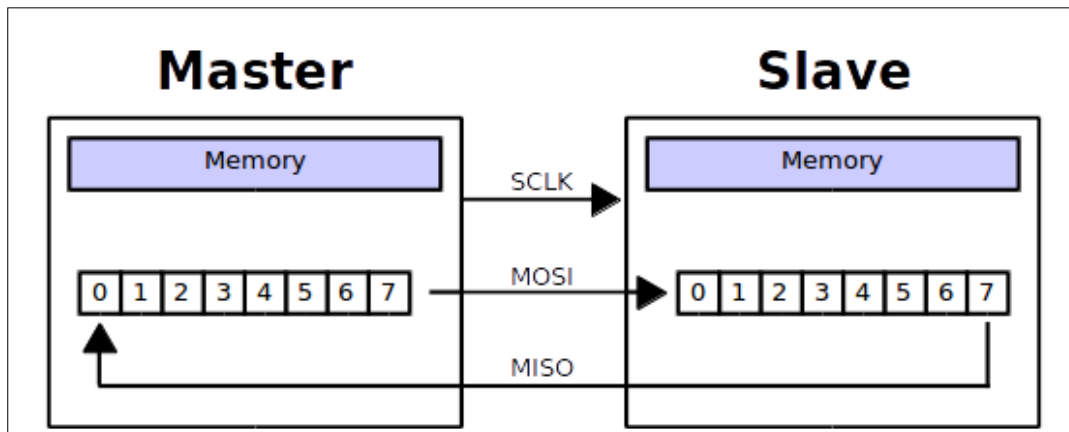 Master Slave
Memory Memory
SCLK
0 1 2 3 4 5 6 7 MOSI 0 1 2 3 4 5 6 7
MISO